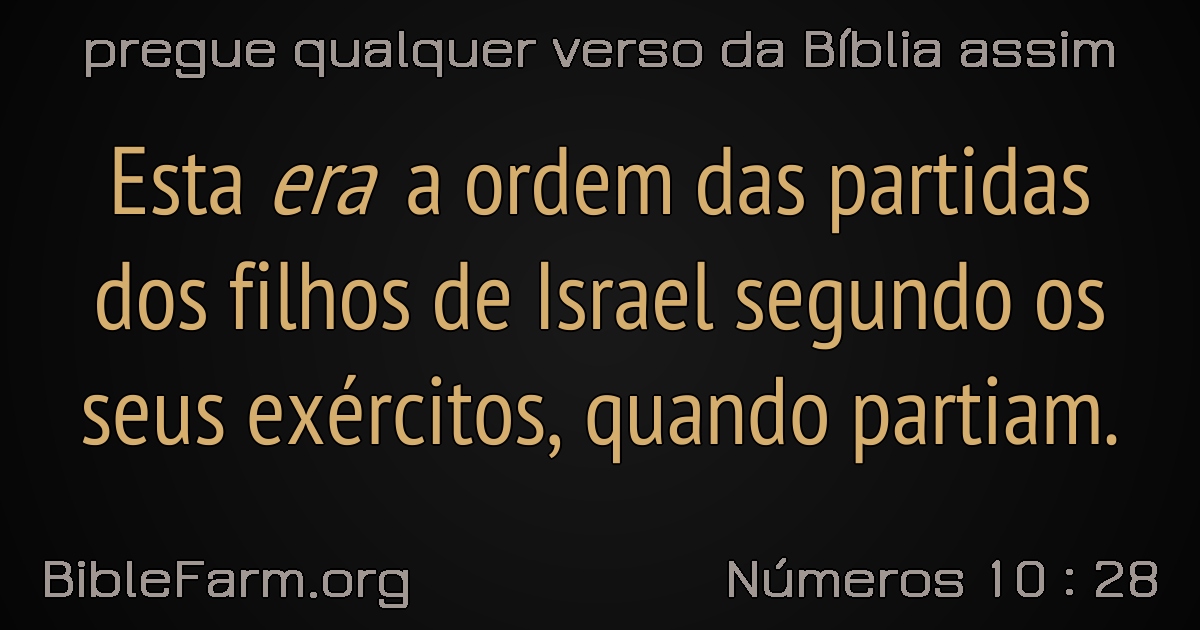 pregue qualquer verso da Bíblia assim
Esta era a ordem das partidas
dos filhos de Israel segundo os
seus exércitos, quando partiam.
BibleFarm.org
Números 10 : 28